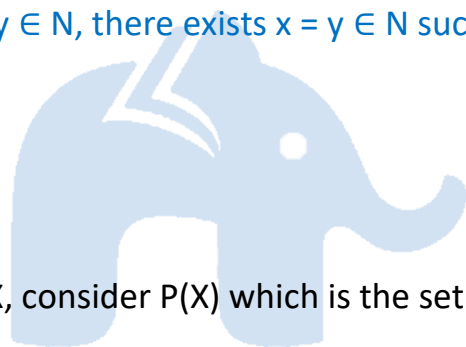 y ∈ N, there exists x = y ∈ N suc
X, consider P(X) which is the set